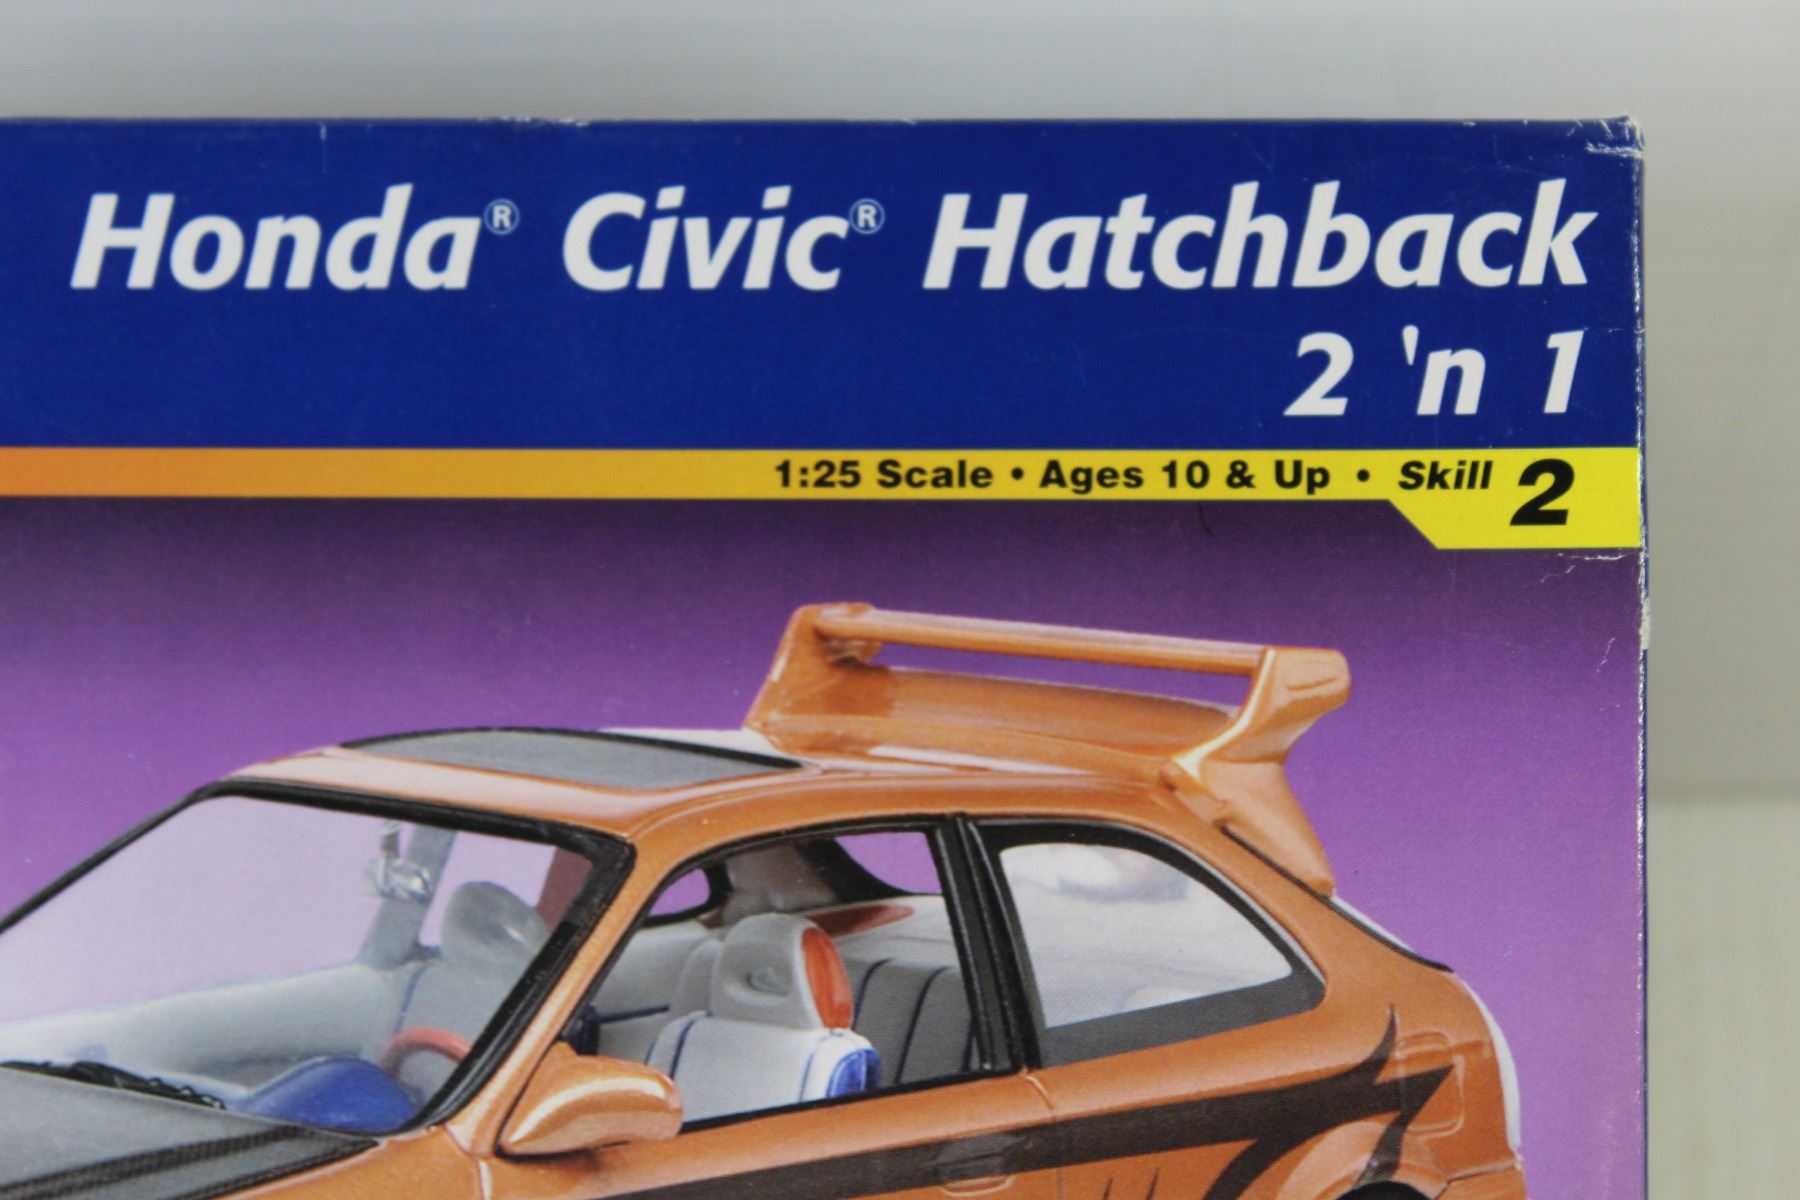 Honda® Civic® Hatchback
2 'n 1
1:25 Scale • Ages 10 & Up • Skill 2